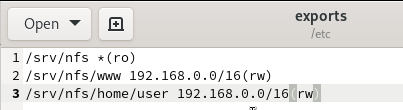 Open
exports
/etc
1 /srv/nfs *(ro)
2 /srv/nfs/www 192.168.0.0/16(rw)
3 /srv/nfs/home/user 192.168.0.0/16(rw)